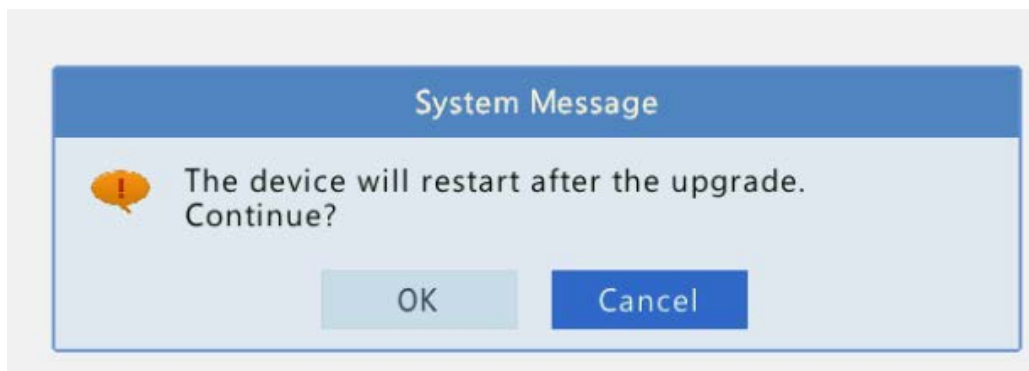 System Message
The device will restart after the upgrade.
Continue?
OK
Cancel